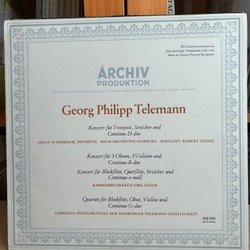 ARCHIV
PRODUKTION
Georg Philipp Telemann
Konzert für Trompete, Streicher und
Continuo D-dur
ADOLF SCHERBAUM, TROMPETE · BACH-ORCHESTER HAMBURG · DIRIGENT: ROBERT STEHLI
Konzert für 3 Oboen, 3 Violinen und
Continuo B-dur
Konzert für Blockflöte, Querflöte, Streicher und
Continuo e-moll
KAMMERMUSIKKREIS EMIL SEILER
Quartett für Blockflöte, Oboe, Violine und
Continuo G-dur
CAMERATA INSTRUMENTALE DER HAMBURGER TELEMANN-GESELLSCHAFT